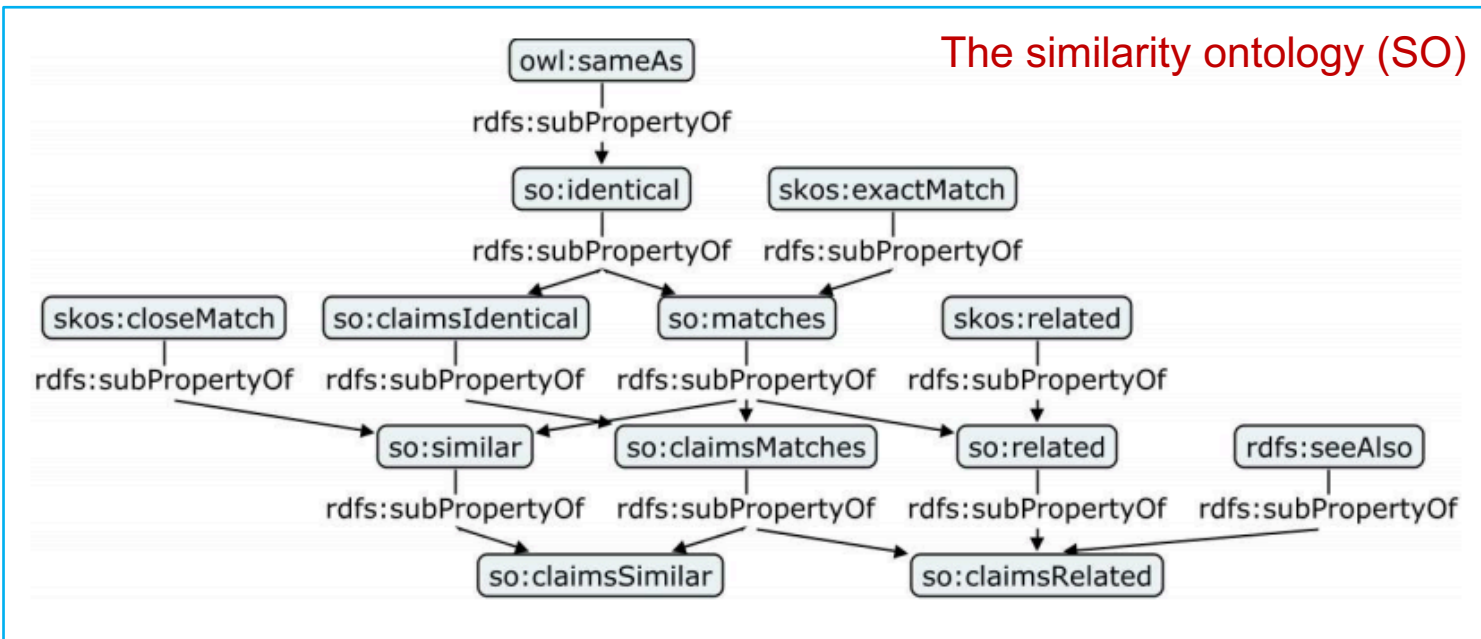 The similarity ontology (SO)
owl:sameAs
rdfs:subPropertyOf
so:identical
skos:exactMatch
rdfs:subPropertyOf
rdfs:subPropertyOf
skos:closeMatch
so:claimsIdentical
so:matches
skos:related
rdfs:subPropertyOf
rdfs:subPropertyOf
rdfs:subPropertyOf
rdfs:subPropertyOf
so:similar
so:claimsMatches
so:related
rdfs:seeAlso
rdfs:subPropertyOf
rdfs:subPropertyOf
rdfs:subPropertyOf
rdfs:subPropertyOf
so:claimsSimilar
so:claimsRelated